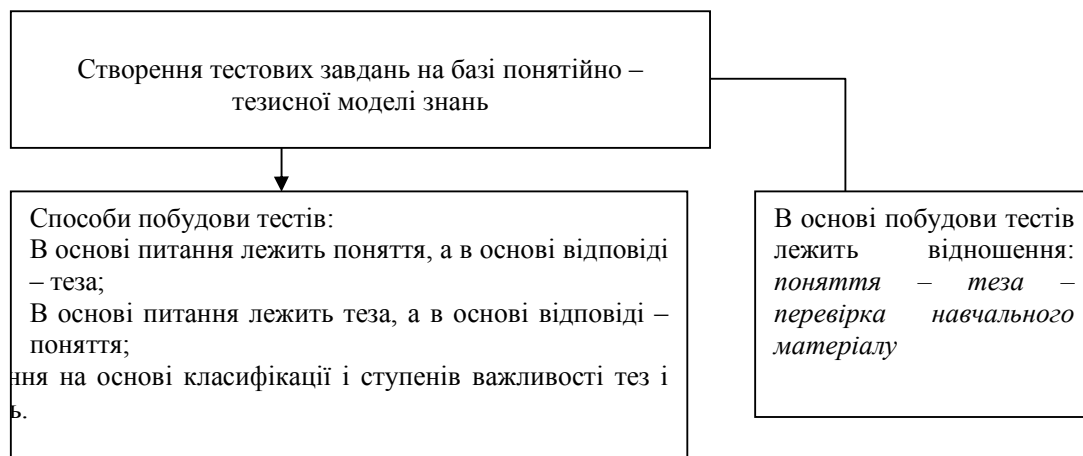 Створення тестових завдань на базі понятійно –
тезисної моделі знань
Способи побудови тестів:
В основі питання лежить поняття, а в основі відповіді
– теза;
В основі питання лежить теза, а в основі відповіді –
поняття;
на основі класифікації і ступенів важливості тез і
В основі побудови тестів
лежить відношення:
поняття – теза –
перевірка навчального
матеріалу